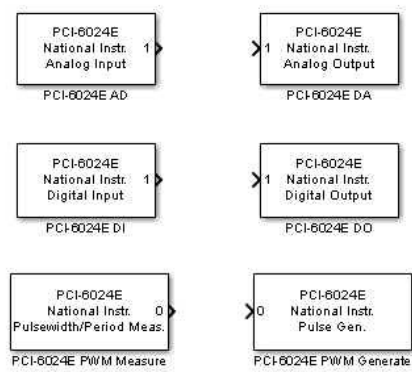 PCI-6024E
National Instr.
Analog Input
1
PCI-6024E AD
PCI-6024E
National Instr.
Analog Output
1
PCI-6024E DA
PCI-6024E
National Instr.
Digital Input
1
PCI-6024E DI
PCI-6024E
National Instr.
Digital Output
1
PCI-6024E DO
PCI-6024E
National Instr.
Pulsewidth/Period Meas.
0
PCI-6024E PWM Measure
PCI-6024E
National Instr.
Pulse Gen.
0
PCI-6024E PWM Generate